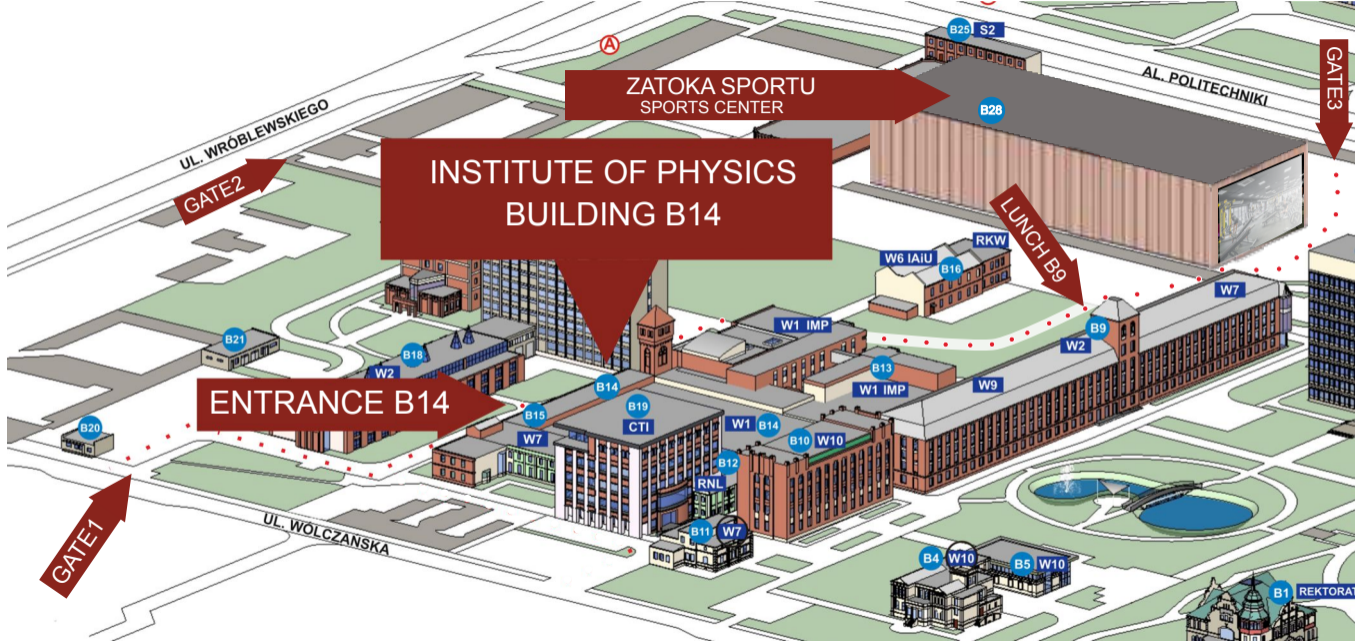 B25 S2
A
ZATOKA SPORTU
SPORTS CENTER
AL. POLITECHNIKI
GATE3
B28
UL. WRÓBLEWSKIEGO
GATE2
INSTITUTE OF PHYSICS
BUILDING B14
LUNCH B9
RKW
W6 IAiU
B16
W7
W1 IMP
B9
W2
B21
B18
W2
B13
W1 IMP
W9
B14
ENTRANCE B14
B19
CTI
B15
W7
W1 B14
B10 W10
B20
B12
RNL
GATE1
UL. WÓLCZAŃSKA
B11 W7
B4 W10
B5 W10
B1 REKTORAT